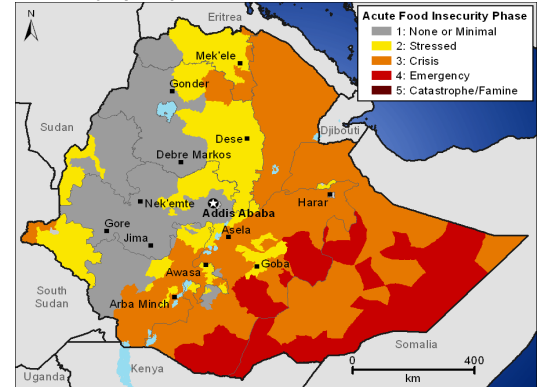 Eritrea
Acute Food Insecurity Phase
1: None or Minimal
2: Stressed
3: Crisis
4: Emergency
5: Catastrophe/Famine
N
Mek'ele
Gonder
Sudan
Djibouti
Dese
Debre Markos
Nek'emte
Harar
Addis Ababa
Gore
Asela
Jima
Awasa
Goba
South
Sudan
Arba Minch
Somalia
0 400
km
Uganda
Kenya